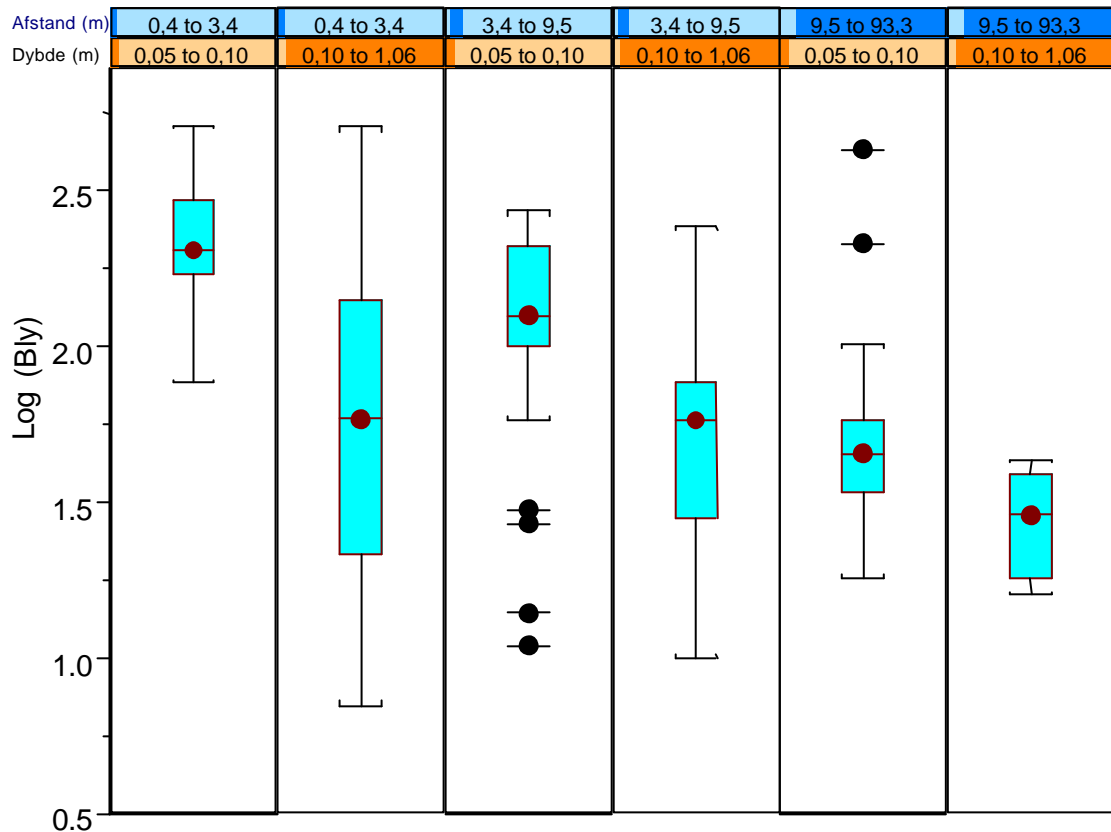 Afstand (m) 0,4 to 3,4 0,4 to 3,4 3,4 to 9,5 3,4 to 9,5 9,5 to 93,3 9,5 to 93,3
Dybde (m) 0,05 to 0,10 0,10 to 1,06 0,05 to 0,10 0,10 to 1,06 0,05 to 0,10 0,10 to 1,06
Log (Bly)
2.5
2.0
1.5
1.0
0.5